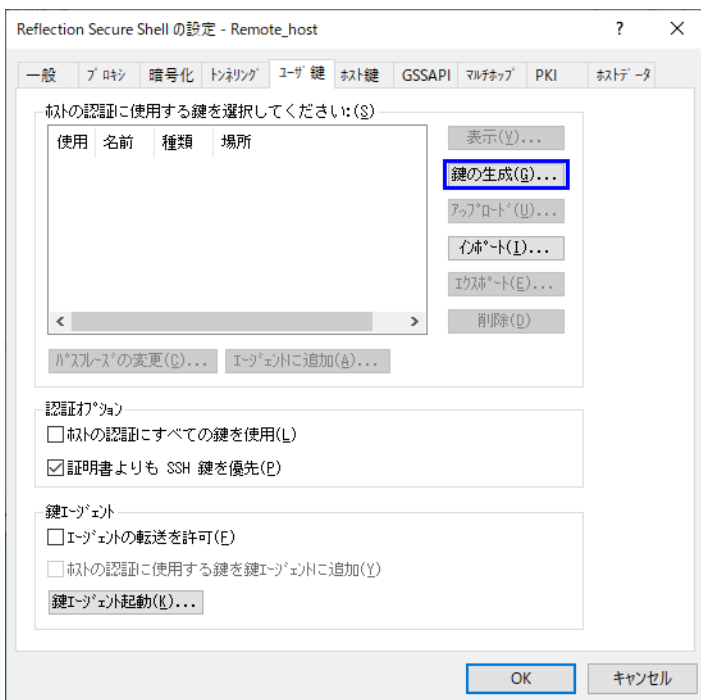 Reflection Secure Shell の設定 - Remote_host
一般 プロキシ 暗号化 トンネリング ユーザ鍵 ホスト鍵 GSSAPI マルチホップ PKI ホストデータ
ホストの認証に使用する鍵を選択してください:(S)
使用 名前 種類 場所
表示(V)...
鍵の生成(G)...
アップロード(U)...
インポート(I)...
エクスポート(E)...
削除(D)
パスフレーズの変更(C)... エージェントに追加(A)...
認証オプション
ホストの認証にすべての鍵を使用(L)
証明書よりも SSH 鍵を優先(P)
鍵エージェント
エージェントの転送を許可(F)
ホストの認証に使用する鍵を鍵エージェントに追加(Y)
鍵エージェント起動(K)...
OK キャンセル